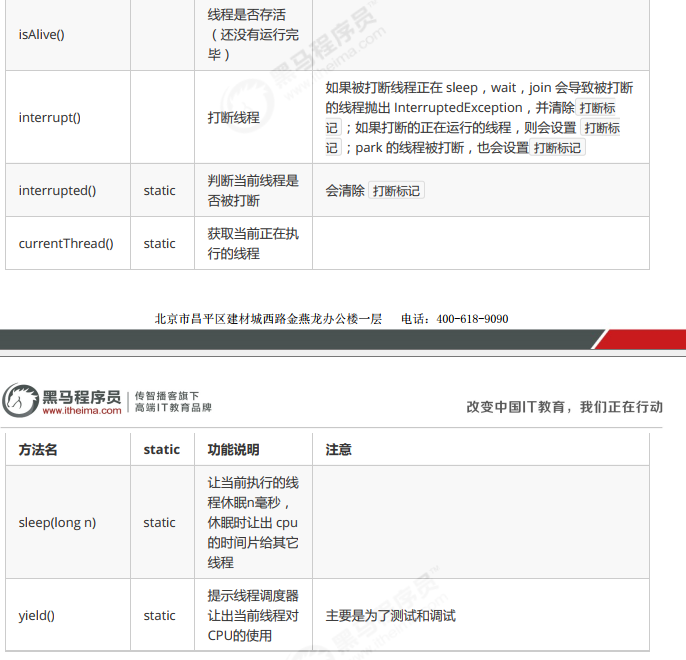 线程是否存活
isAlive()
（还没有运行完
毕）
如果被打断线程正在 sleep，wait，join 会导致被打断
的线程抛出 InterruptedException，并清除 打断标
interrupt()
打断线程
记 ；如果打断的正在运行的线程，则会设置 打断标
记 ；park 的线程被打断，也会设置 打断标记
判断当前线程是
interrupted()
static
会清除 打断标记
否被打断
获取当前正在执
currentThread()
static
行的线程
黑马程序员
www.itheima.com
北京市昌平区建材城西路金燕龙办公楼一层 电话：400-618-9090
黑马程序员
www.itheima.com
传智播客旗下
高端IT教育品牌
改变中国IT教育，我们正在行动
方法名 static 功能说明 注意
让当前执行的线
程休眠n毫秒，
sleep(long n)
static
休眠时让出 cpu
的时间片给其它
线程
提示线程调度器
yield()
static
让出当前线程对
主要是为了测试和调试
CPU的使用
黑马程序员